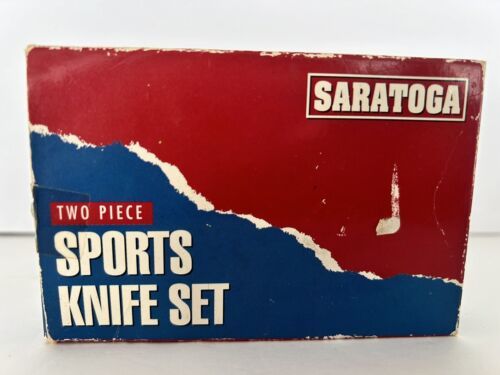 SARATOGA
TWO PIECE
SPORTS
KNIFE SET